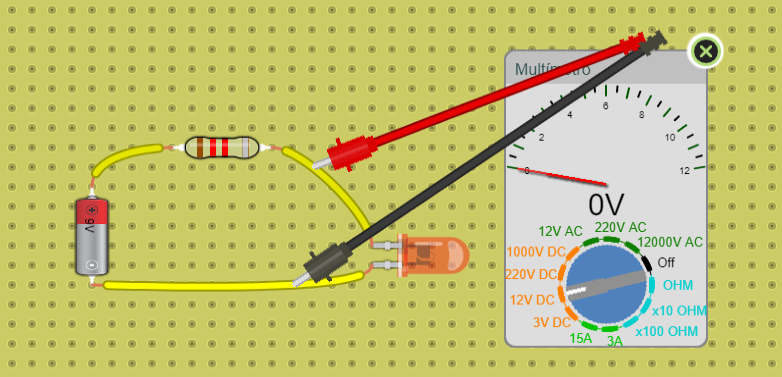 Multímetro
0 2 4 6 8 10 12
0V
12V AC
220V AC
12000V AC
1000V DC
Off
220V DC
OHM
12V DC
x10 OHM
3V DC
x100 OHM
15A
3A
9V